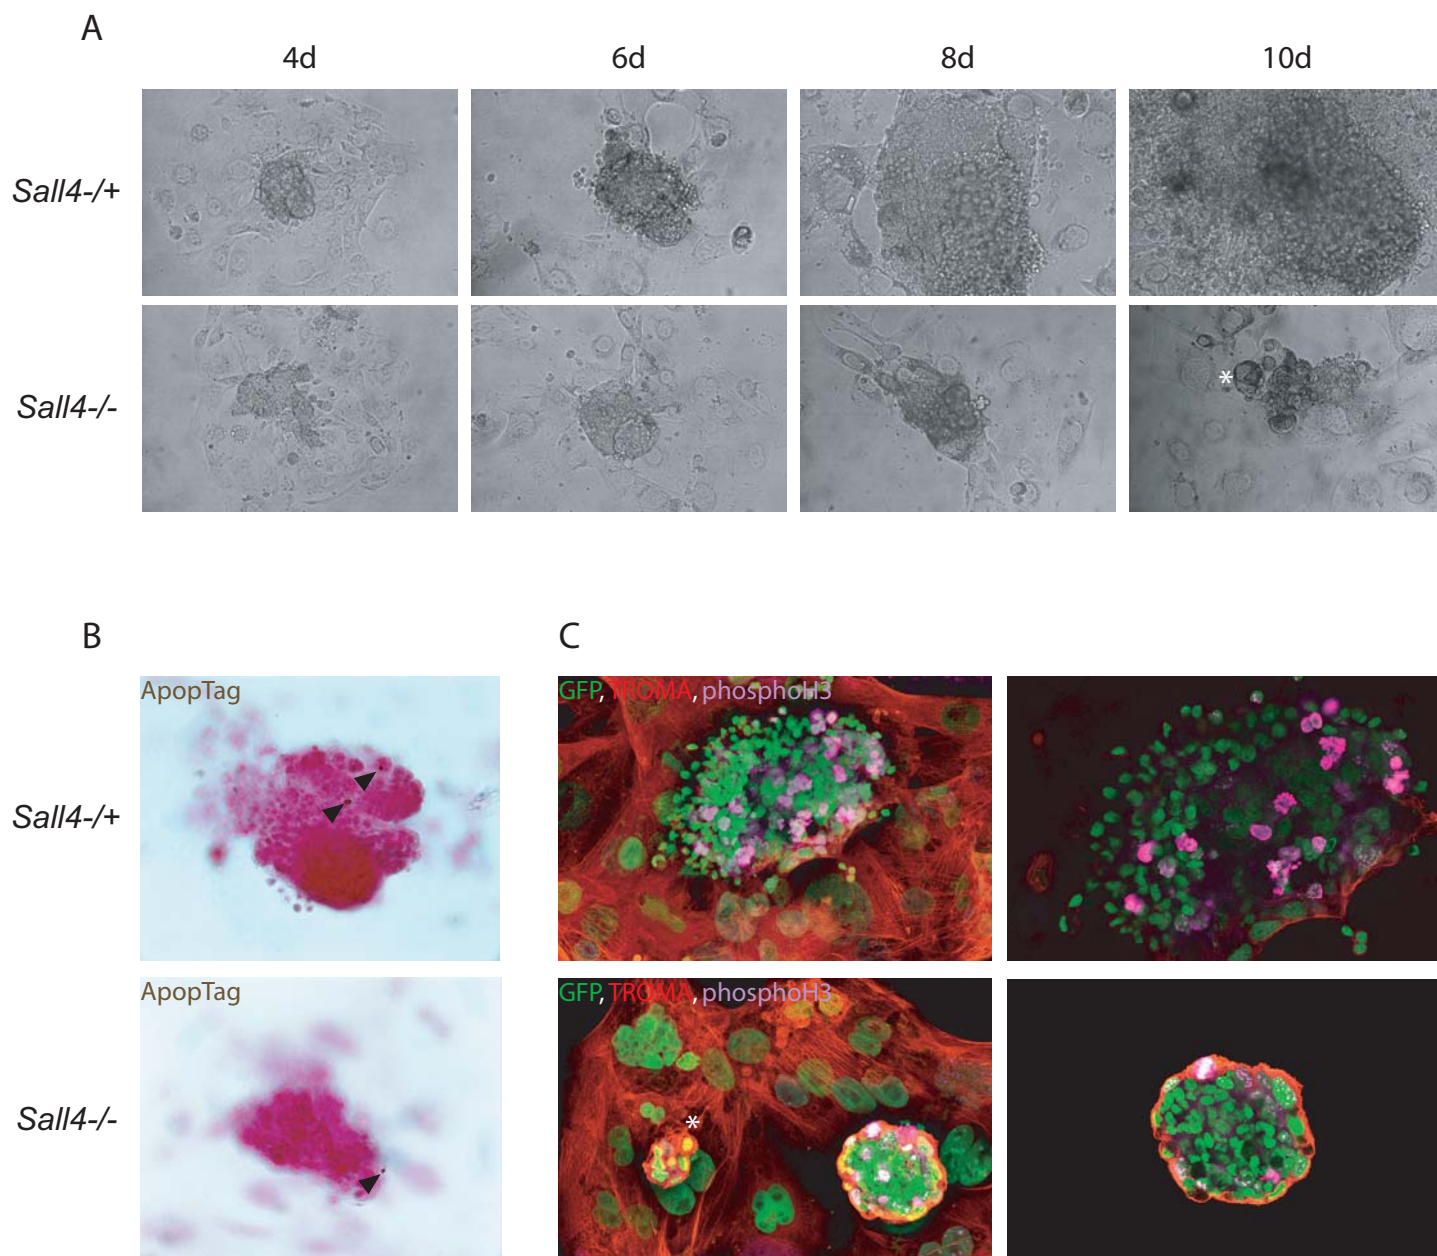 A
4d 6d 8d 10d
Sall4-/+
Sall4-/-
*
B C
ApopTag
GFP, TROMA, phosphoH3
Sall4-/+
ApopTag
GFP, TROMA, phosphoH3
Sall4-/-
*